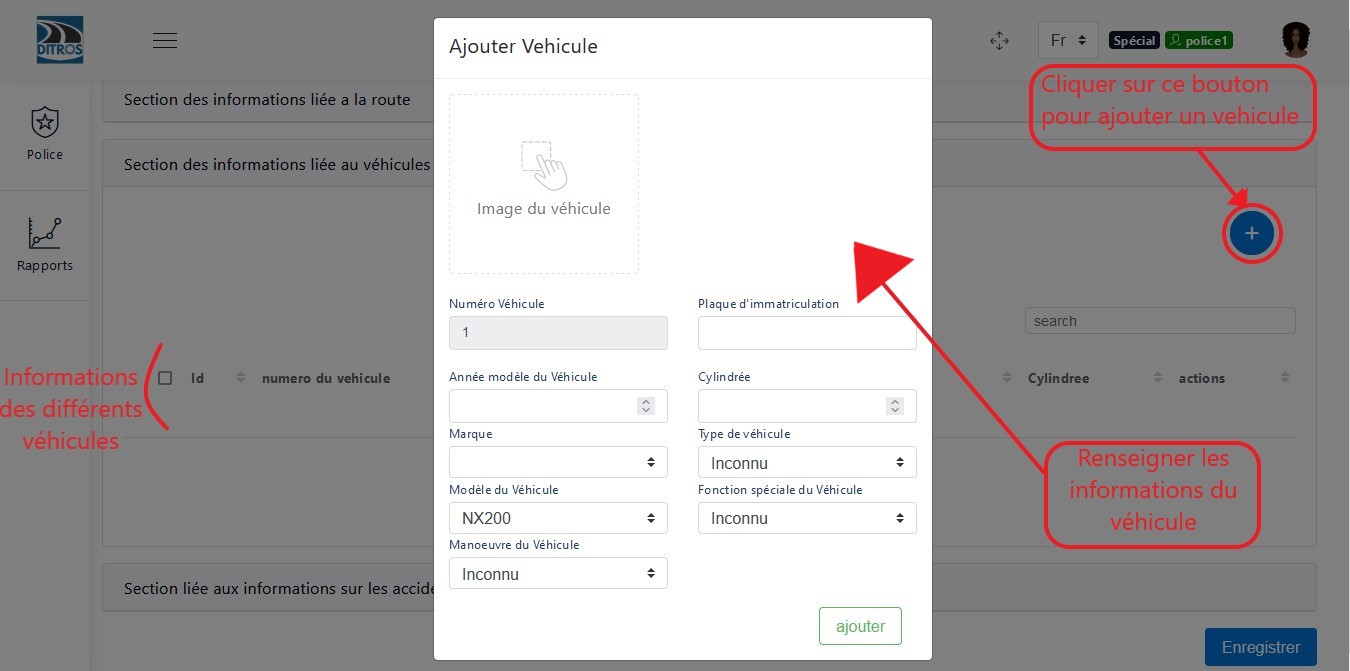 DITROS
Fr
Spécial
police1
Ajouter Vehicule
Cliquer sur ce bouton
pour ajouter un vehicule
Police
Rapports
Section des informations liée a la route
Section des informations liée au véhicules
Image du véhicule
+
Numéro Véhicule
1
Plaque d'immatriculation
search
Informations
des différents
véhicules
Id
numero du vehicule
Cylindree
actions
Année modèle du Véhicule
Cylindrée
Marque
Type de véhicule
Inconnu
Modèle du Véhicule
NX200
Fonction spéciale du Véhicule
Inconnu
Manoeuvre du Véhicule
Inconnu
Renseigner les
informations du
véhicule
Section liée aux informations sur les accide
ajouter
Enregistrer